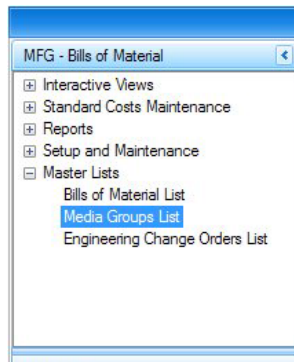 MFG - Bills of Material
Interactive Views
Standard Costs Maintenance
Reports
Setup and Maintenance
Master Lists
Bills of Material List
Media Groups List
Engineering Change Orders List